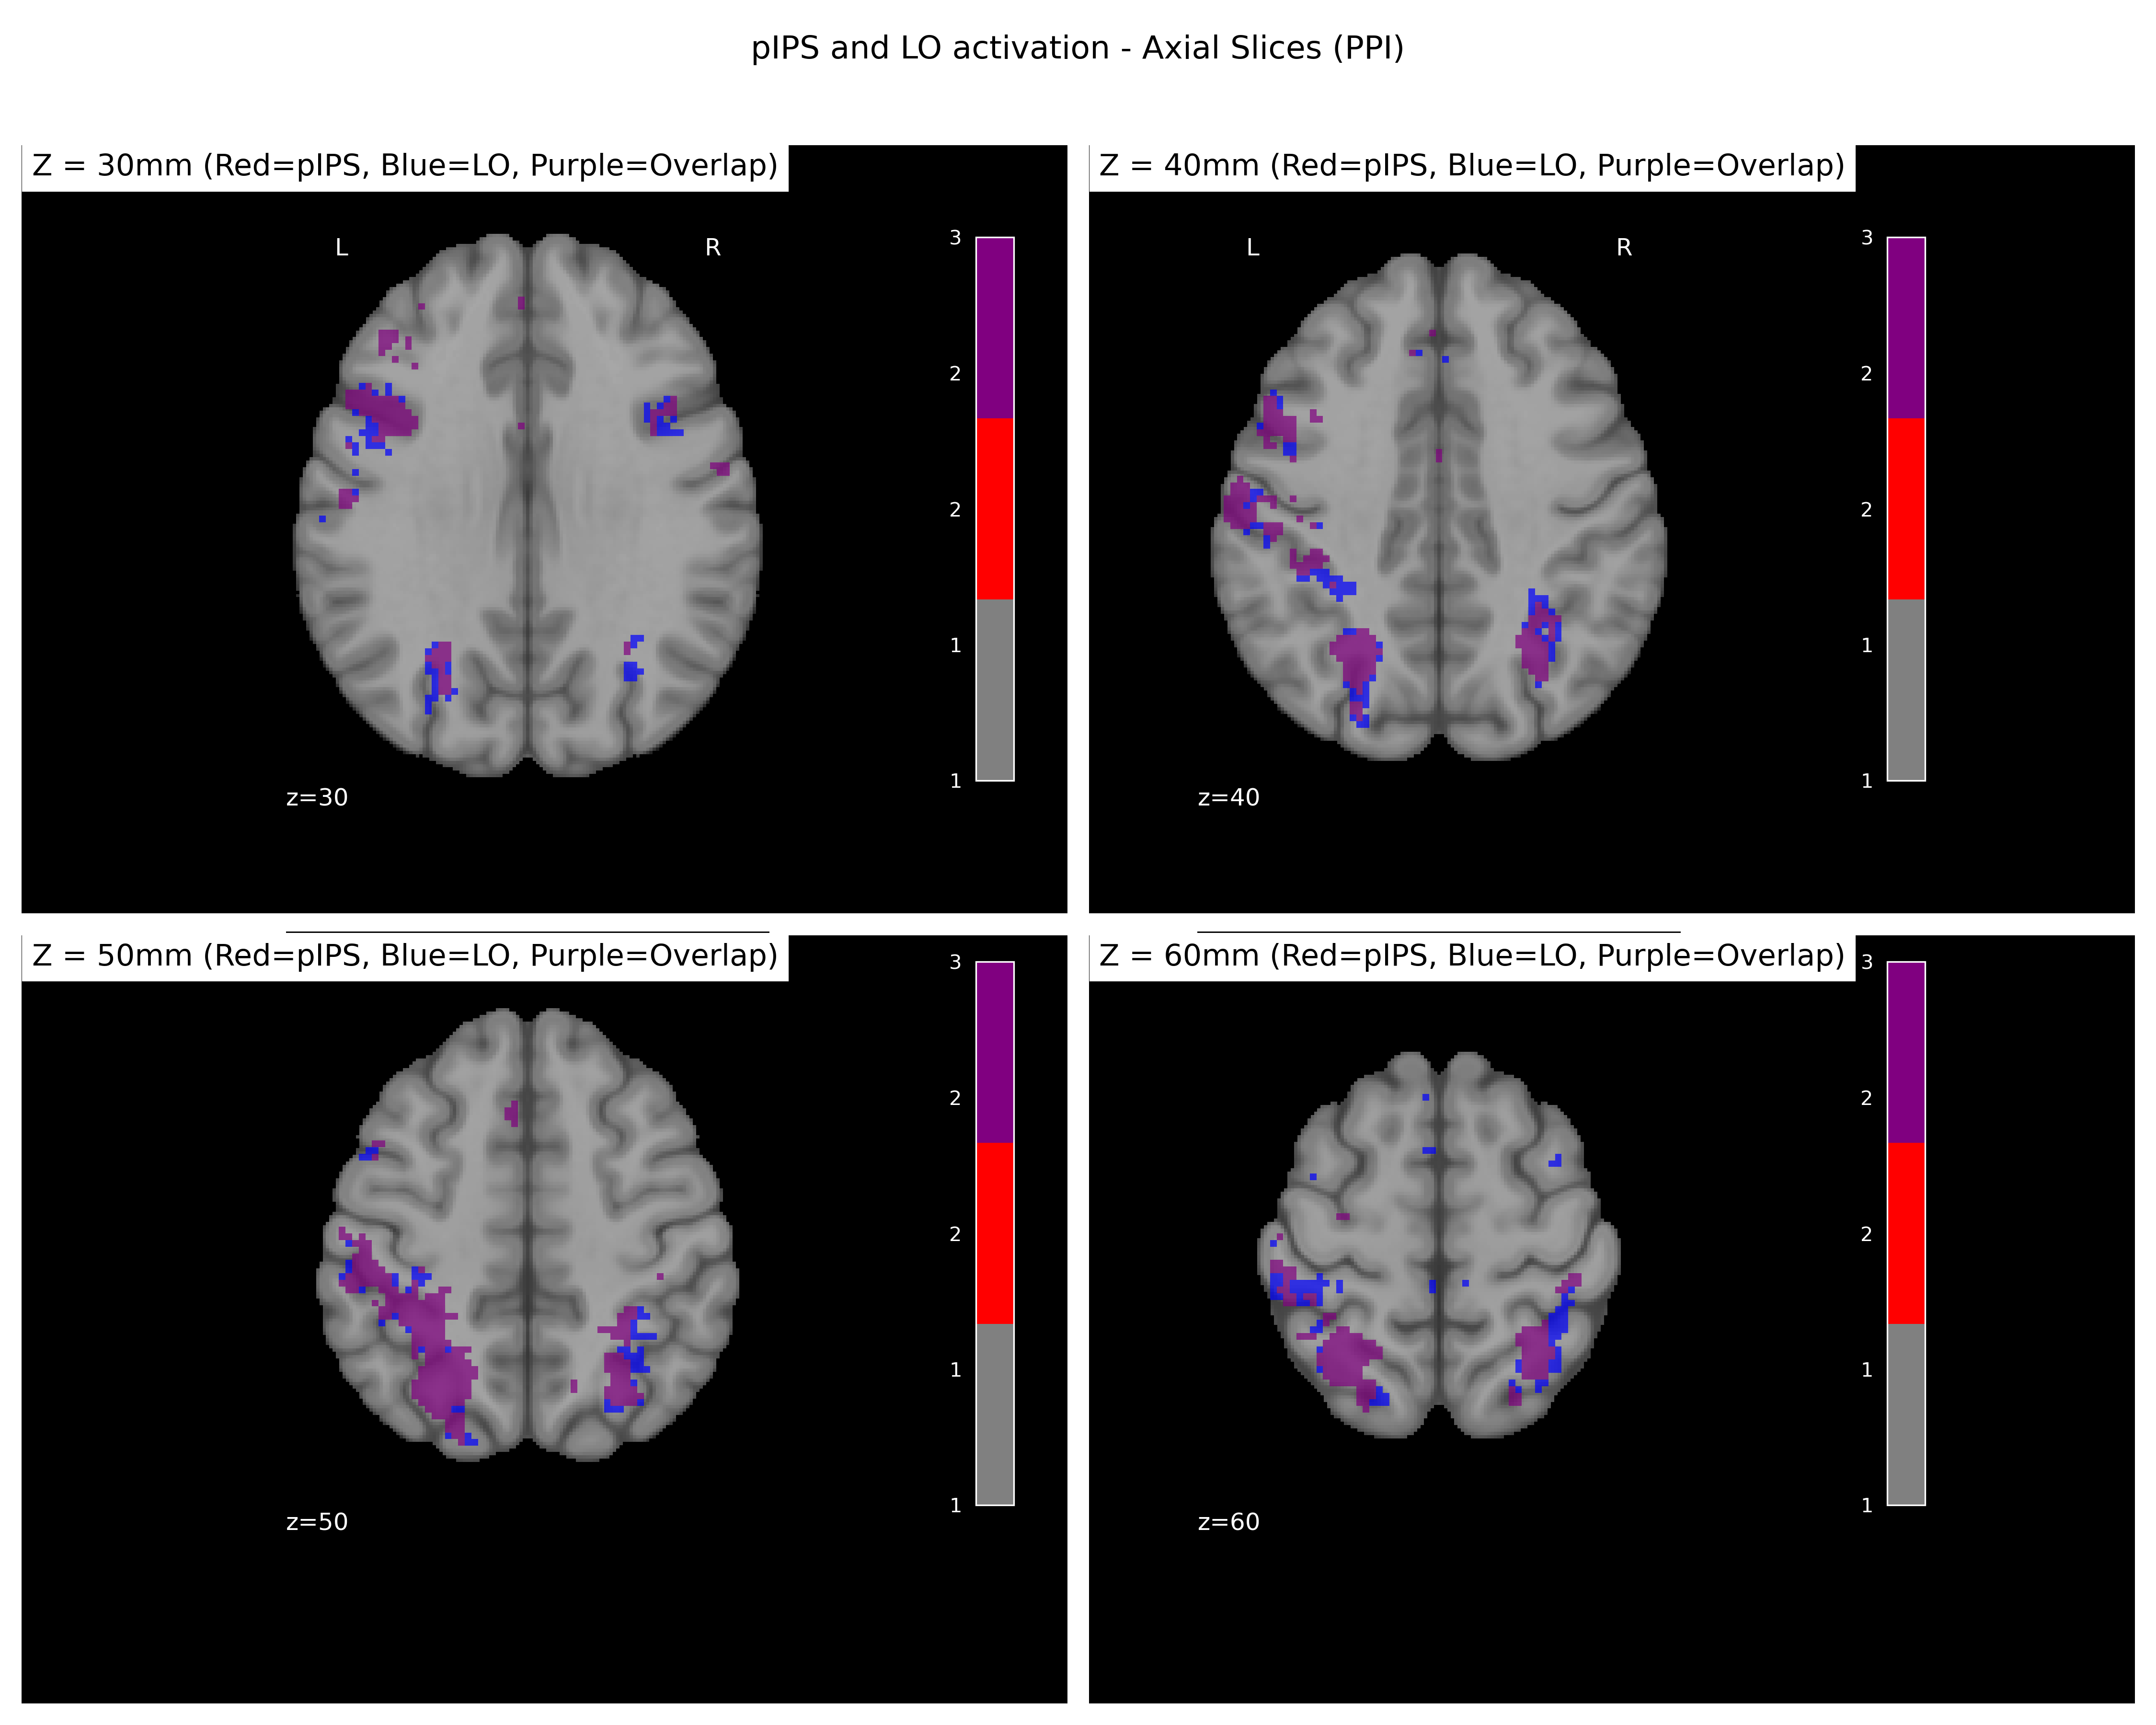 pIPS and LO activation - Axial Slices (PPI)
Z = 30mm (Red=pIPS, Blue=LO, Purple=Overlap)
L
R
3
2
2
1
1
z=30
Z = 40mm (Red=pIPS, Blue=LO, Purple=Overlap)
L
R
3
2
2
1
1
z=40
Z = 50mm (Red=pIPS, Blue=LO, Purple=Overlap)
3
2
2
1
1
z=50
Z = 60mm (Red=pIPS, Blue=LO, Purple=Overlap)
3
2
2
1
1
z=60